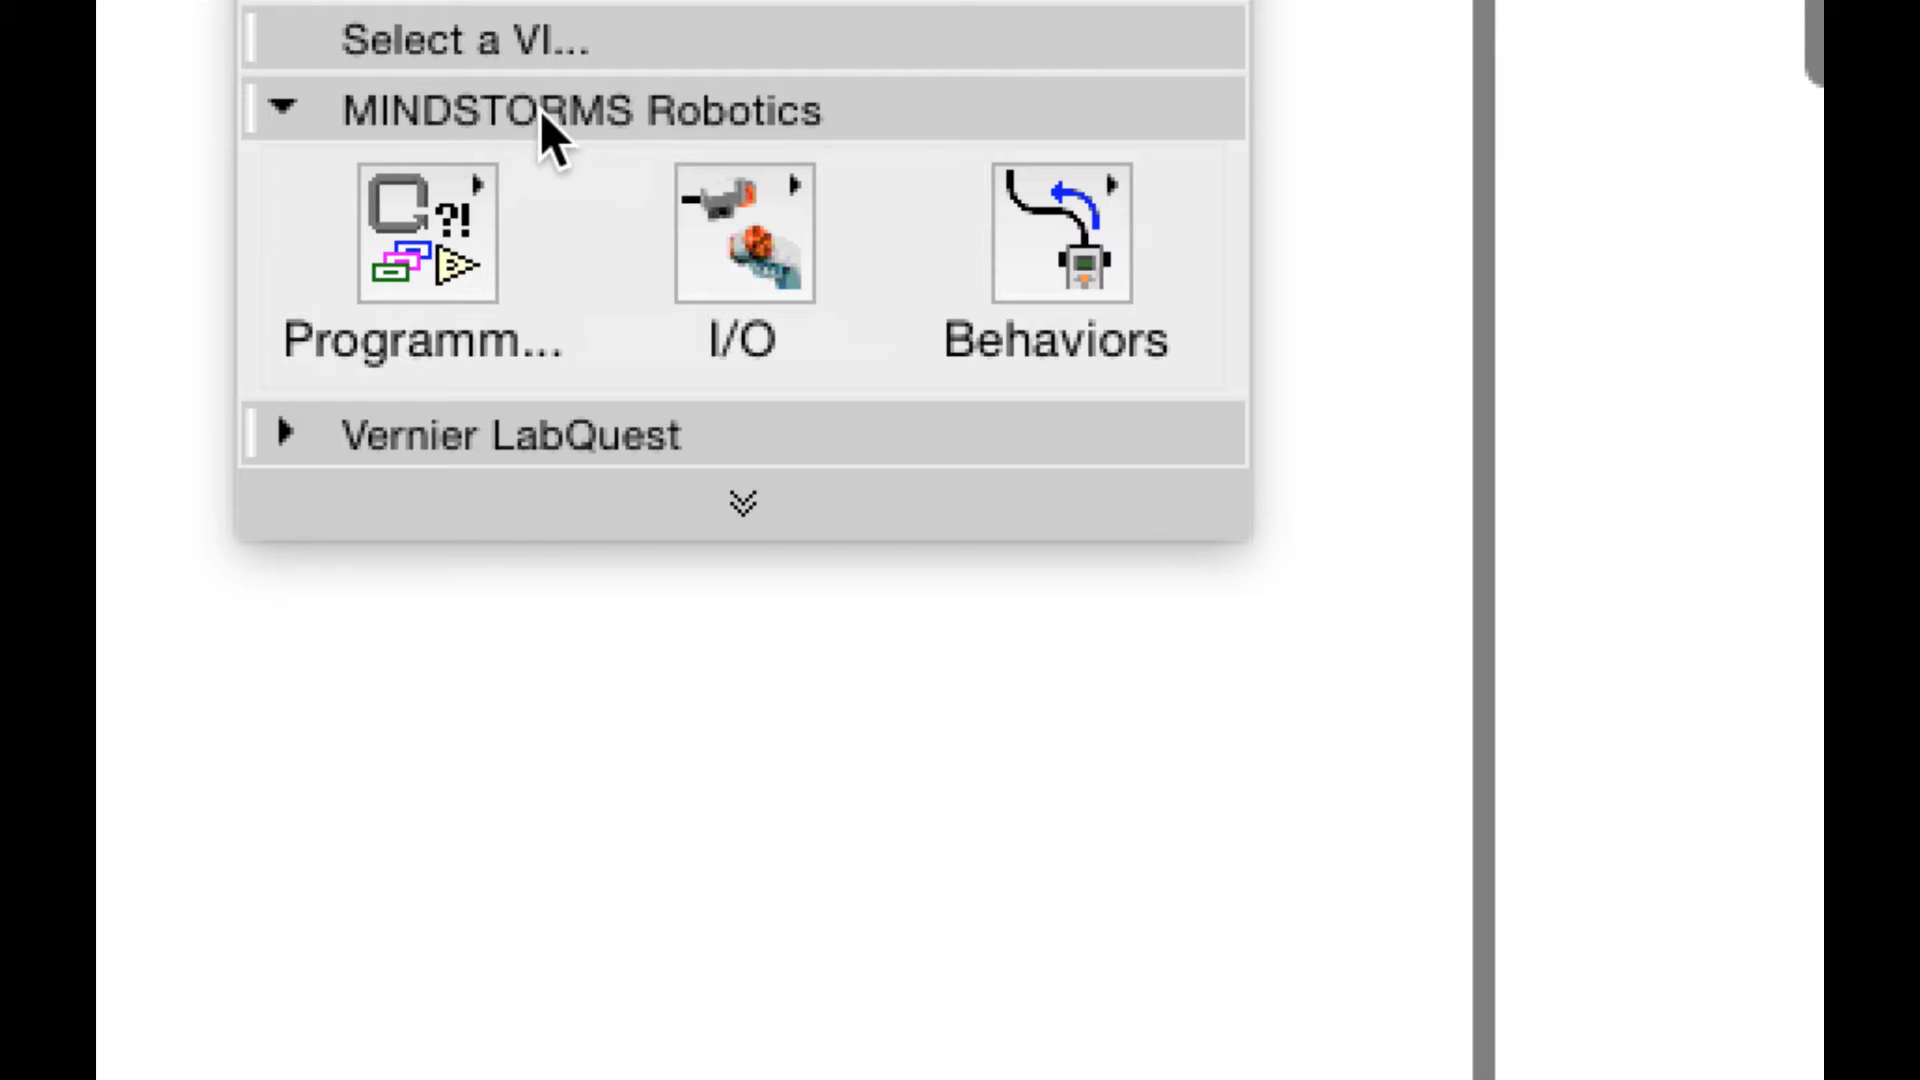 Select a VI...
MINDSTORMS Robotics
?!
Programm...
I/O
Behaviors
Vernier LabQuest